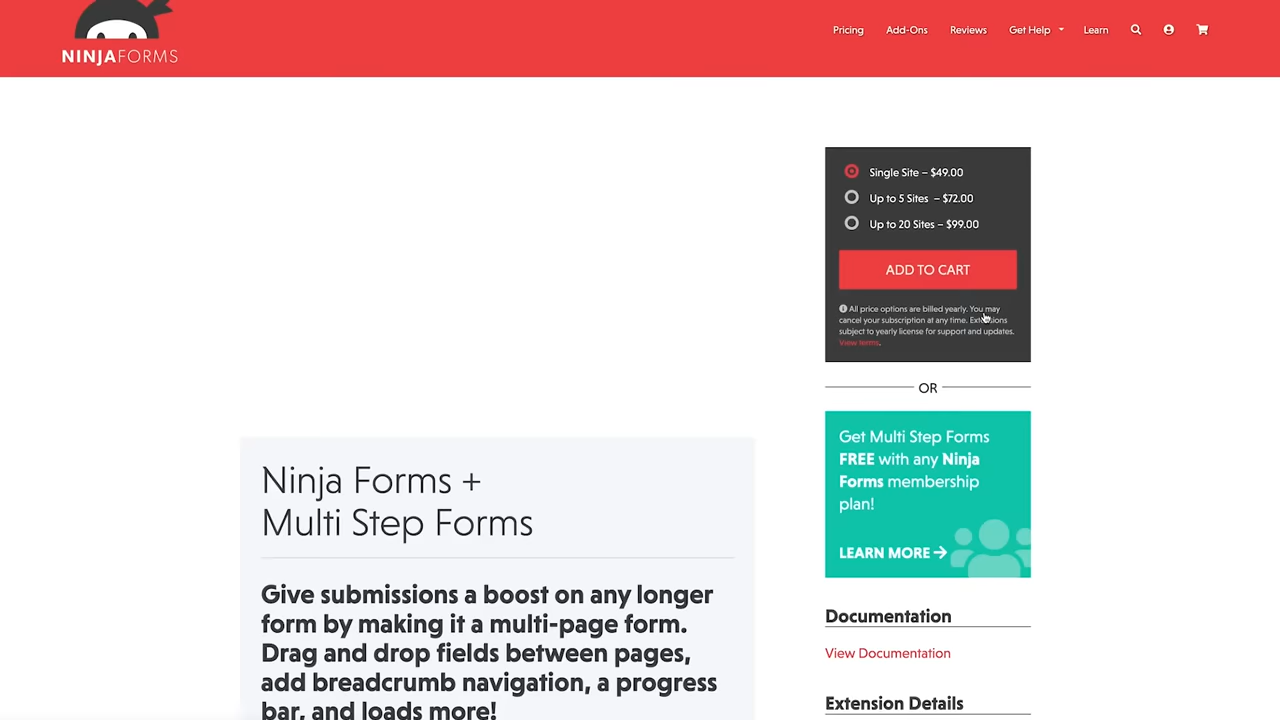 NINJAFORMS
Pricing
Add-Ons
Reviews
Get Help
Learn
Single Site – $49.00
Up to 5 Sites – $72.00
Up to 20 Sites – $99.00
ADD TO CART
All price options are billed yearly. You may
cancel your subscription at any time. Extensions
subject to yearly license for support and updates.
View terms.
OR
Get Multi Step Forms
FREE with any Ninja
Forms membership
plan!
LEARN MORE →
Ninja Forms +
Multi Step Forms
Give submissions a boost on any longer
form by making it a multi-page form.
Drag and drop fields between pages,
add breadcrumb navigation, a progress
bar, and loads more!
Documentation
View Documentation
Extension Details